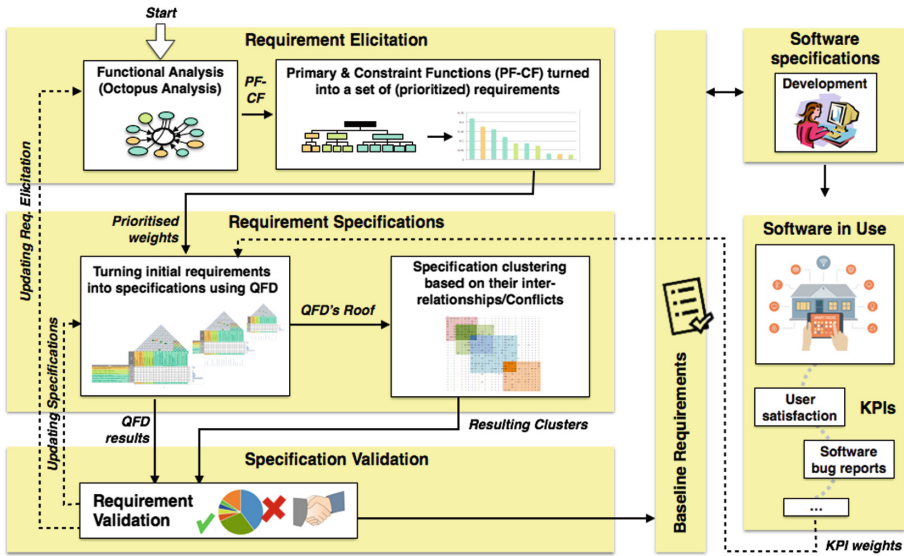 Start
Requirement Elicitation
Functional Analysis
(Octopus Analysis)
PF-
CF
Primary & Constraint Functions (PF-CF) turned
into a set of (prioritized) requirements
Updating Req. Elicitation
Prioritised
weights
Requirement Specifications
Turning initial requirements
into specifications using QFD
QFD's Roof
Specification clustering
based on their inter-
relationships/Conflicts
Updating Specifications
QFD
results
Resulting Clusters
Specification Validation
Requirement
Validation
Baseline Requirements
Software
specifications
Development
Software in Use
User
satisfaction
KPIs
Software
bug reports
...
KPI weights